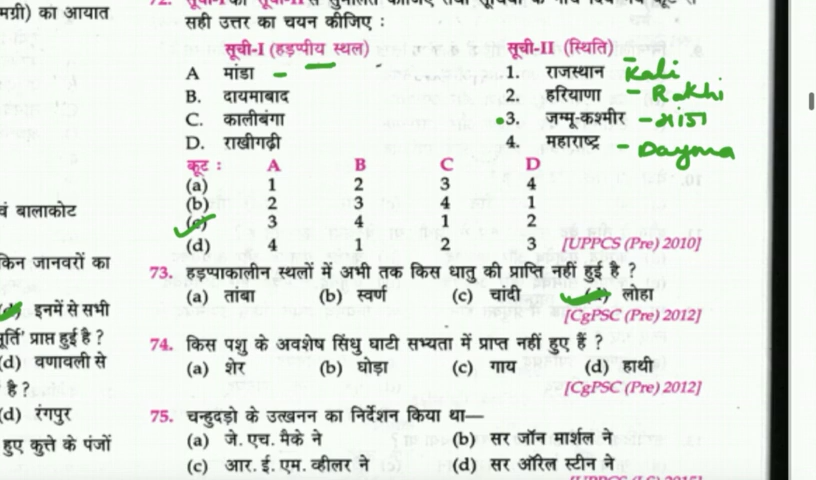 मग्री) का आयात
वं बालाकोट
किन जानवरों का
इनमें से सभी
मूर्ति' प्राप्त हुई है ?
(d) वणावली से
है ?
(d) रंगपुर
हुए कुत्ते के पंजों
72.
सही उत्तर का चयन कीजिए :
सूची-I (हड़प्पीय स्थल) सूची-II (स्थिति)
A मांडा – 1. राजस्थान Kali
B. दायमाबाद 2. हरियाणा – Rakhi
C. कालीबंगा 3. जम्मू-कश्मीर – मांडा
D. राखीगढ़ी 4. महाराष्ट्र – Dayma
कूट : A B C D
(a) 1 2 3 4
(b) 2 3 4 1
(c) 3 4 1 2
(d) 4 1 2 3 [UPPCS (Pre) 2010]
73. हड़प्पाकालीन स्थलों में अभी तक किस धातु की प्राप्ति नहीं हुई है ?
(a) तांबा (b) स्वर्ण (c) चांदी (d) लोहा
[CgPSC (Pre) 2012]
74. किस पशु के अवशेष सिंधु घाटी सभ्यता में प्राप्त नहीं हुए हैं ?
(a) शेर (b) घोड़ा (c) गाय (d) हाथी
[CgPSC (Pre) 2012]
75. चन्हुदड़ो के उत्खनन का निर्देशन किया था—
(a) जे. एच. मैके ने (b) सर जॉन मार्शल ने
(c) आर. ई. एम. व्हीलर ने (d) सर ऑरेल स्टीन ने